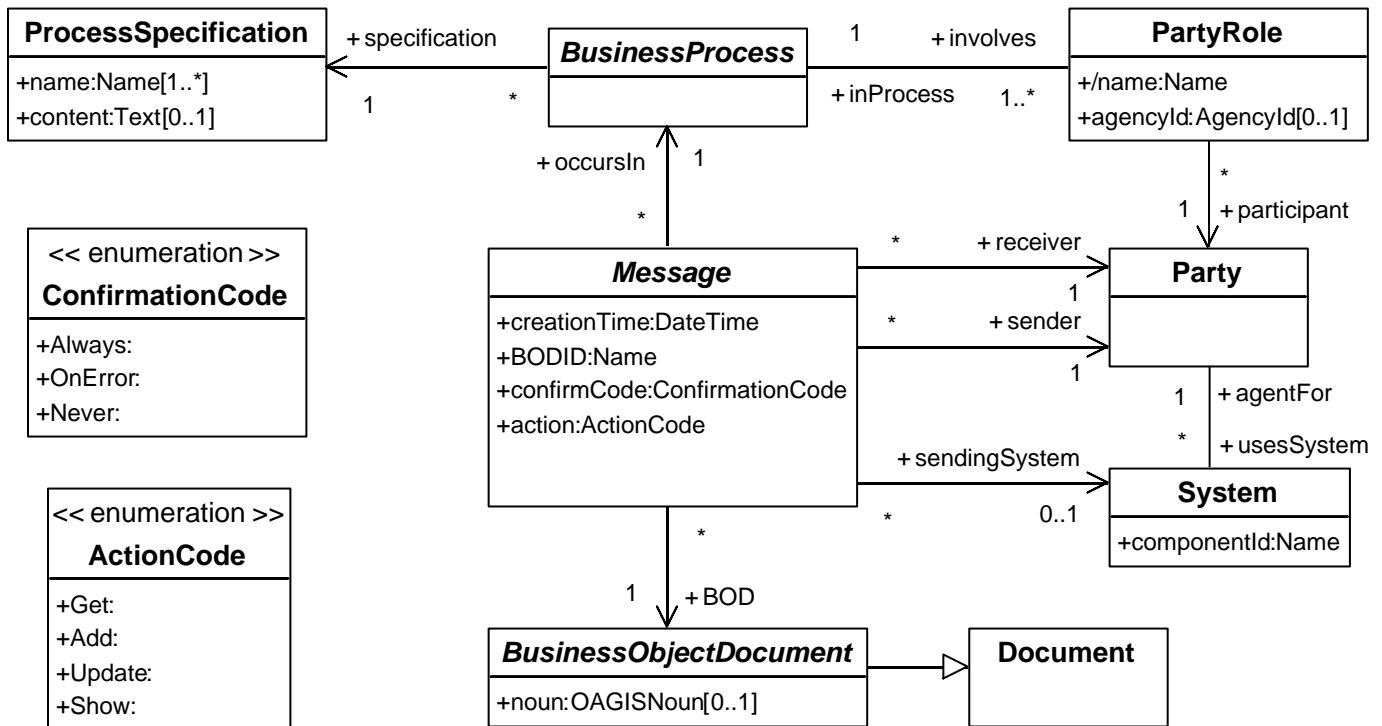 ProcessSpecification
+name:Name[1..*]
+content:Text[0..1]
+specification
1
*
BusinessProcess
1
+involves
+inProcess
1..*
PartyRole
+/name:Name
+agencyId:AgencyId[0..1]
+occursIn
1
*
*
1
+participant
<< enumeration >>
ConfirmationCode
+Always:
+OnError:
+Never:
Message
+creationTime:DateTime
+BODID:Name
+confirmCode:ConfirmationCode
+action:ActionCode
*
+receiver
1
*
+sender
1
Party
1
+agentFor
*
+usesSystem
+sendingSystem
*
0..1
System
+componentId:Name
<< enumeration >>
ActionCode
+Get:
+Add:
+Update:
+Show:
*
1
+BOD
BusinessObjectDocument
+noun:OAGISNoun[0..1]
Document